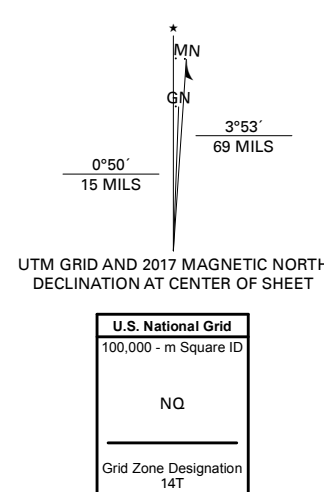 ★
MN
GN
3°53´
69 MILS
0°50´
15 MILS
UTM GRID AND 2017 MAGNETIC NORTH
DECLINATION AT CENTER OF SHEET
U.S. National Grid
100,000 - m Square ID
NQ
Grid Zone Designation
14T